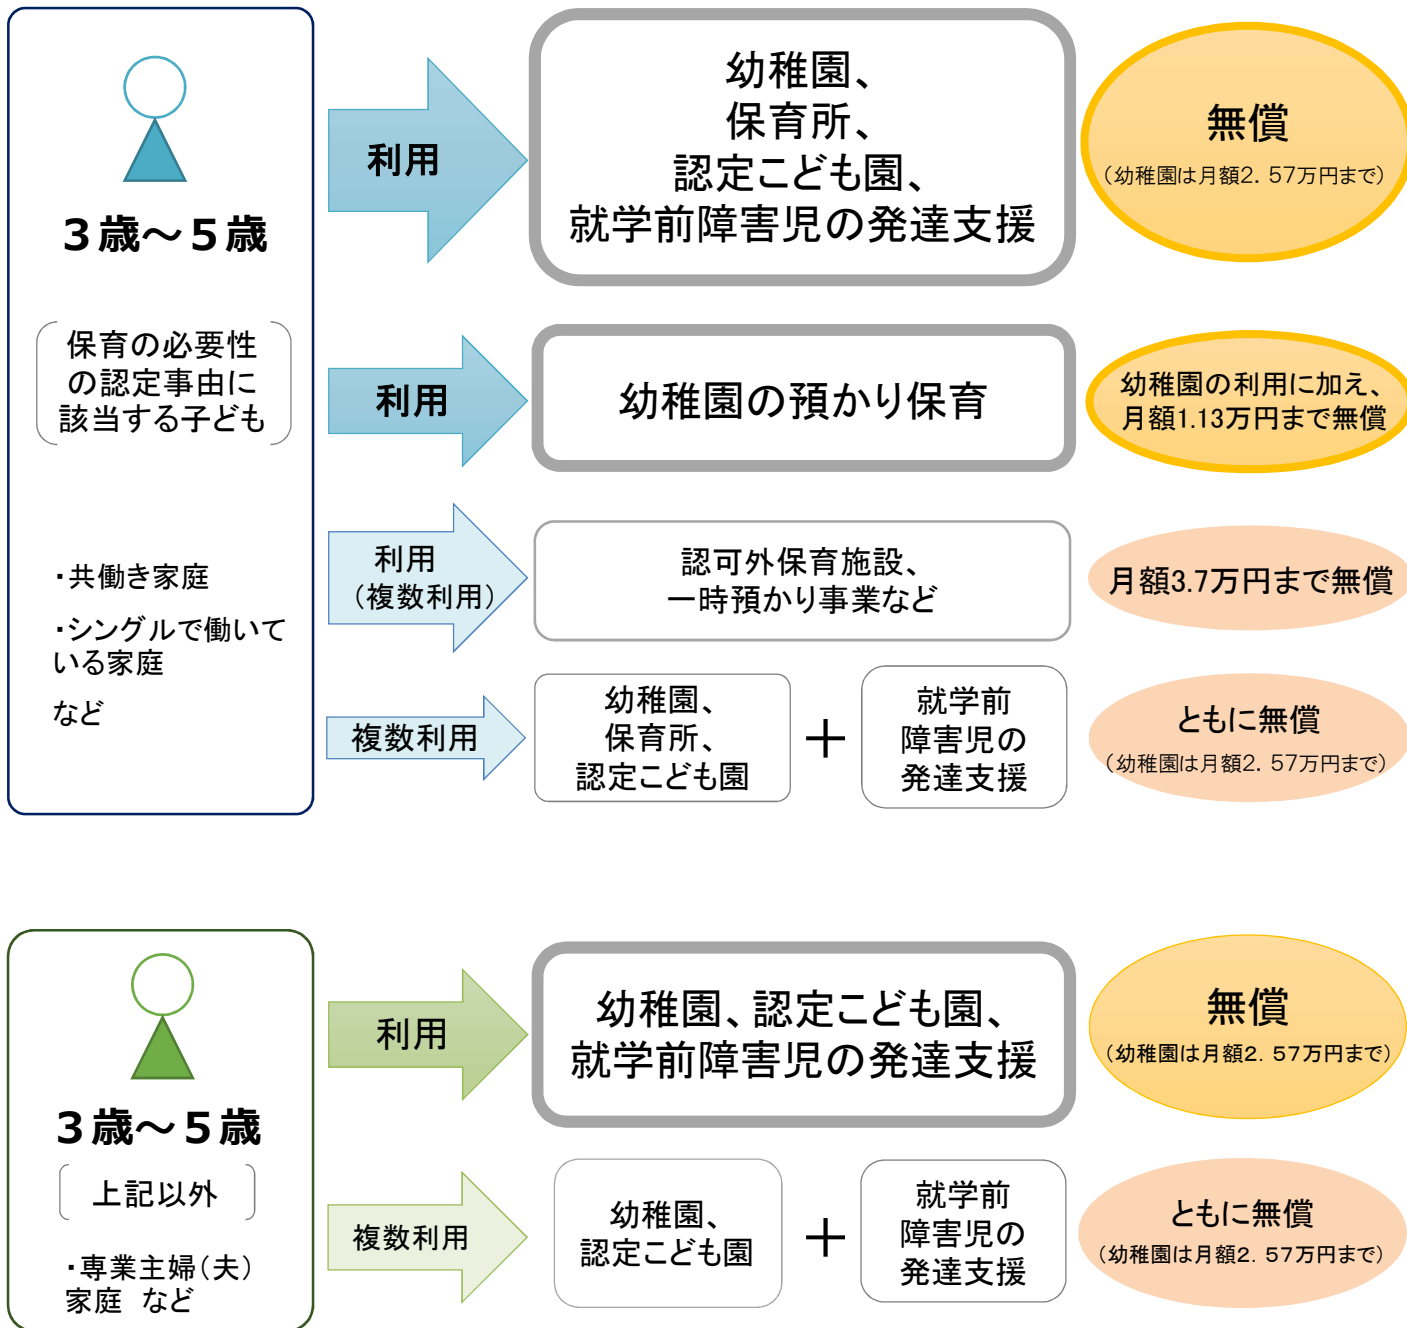 3歳～5歳
保育の必要性
の認定事由に
該当する子ども
・共働き家庭
・シングルで働いて
いる家庭
など
利用
幼稚園、
保育所、
認定こども園、
就学前障害児の発達支援
無償
（幼稚園は月額2．57万円まで）
利用
幼稚園の預かり保育
幼稚園の利用に加え、
月額1.13万円まで無償
利用
（複数利用）
認可外保育施設、
一時預かり事業など
月額3.7万円まで無償
複数利用
幼稚園、
保育所、
認定こども園
＋
就学前
障害児の
発達支援
ともに無償
（幼稚園は月額2．57万円まで）
3歳～5歳
上記以外
・専業主婦（夫）
家庭　など
利用
幼稚園、認定こども園、
就学前障害児の発達支援
無償
（幼稚園は月額2．57万円まで）
複数利用
幼稚園、
認定こども園
＋
就学前
障害児の
発達支援
ともに無償
（幼稚園は月額2．57万円まで）